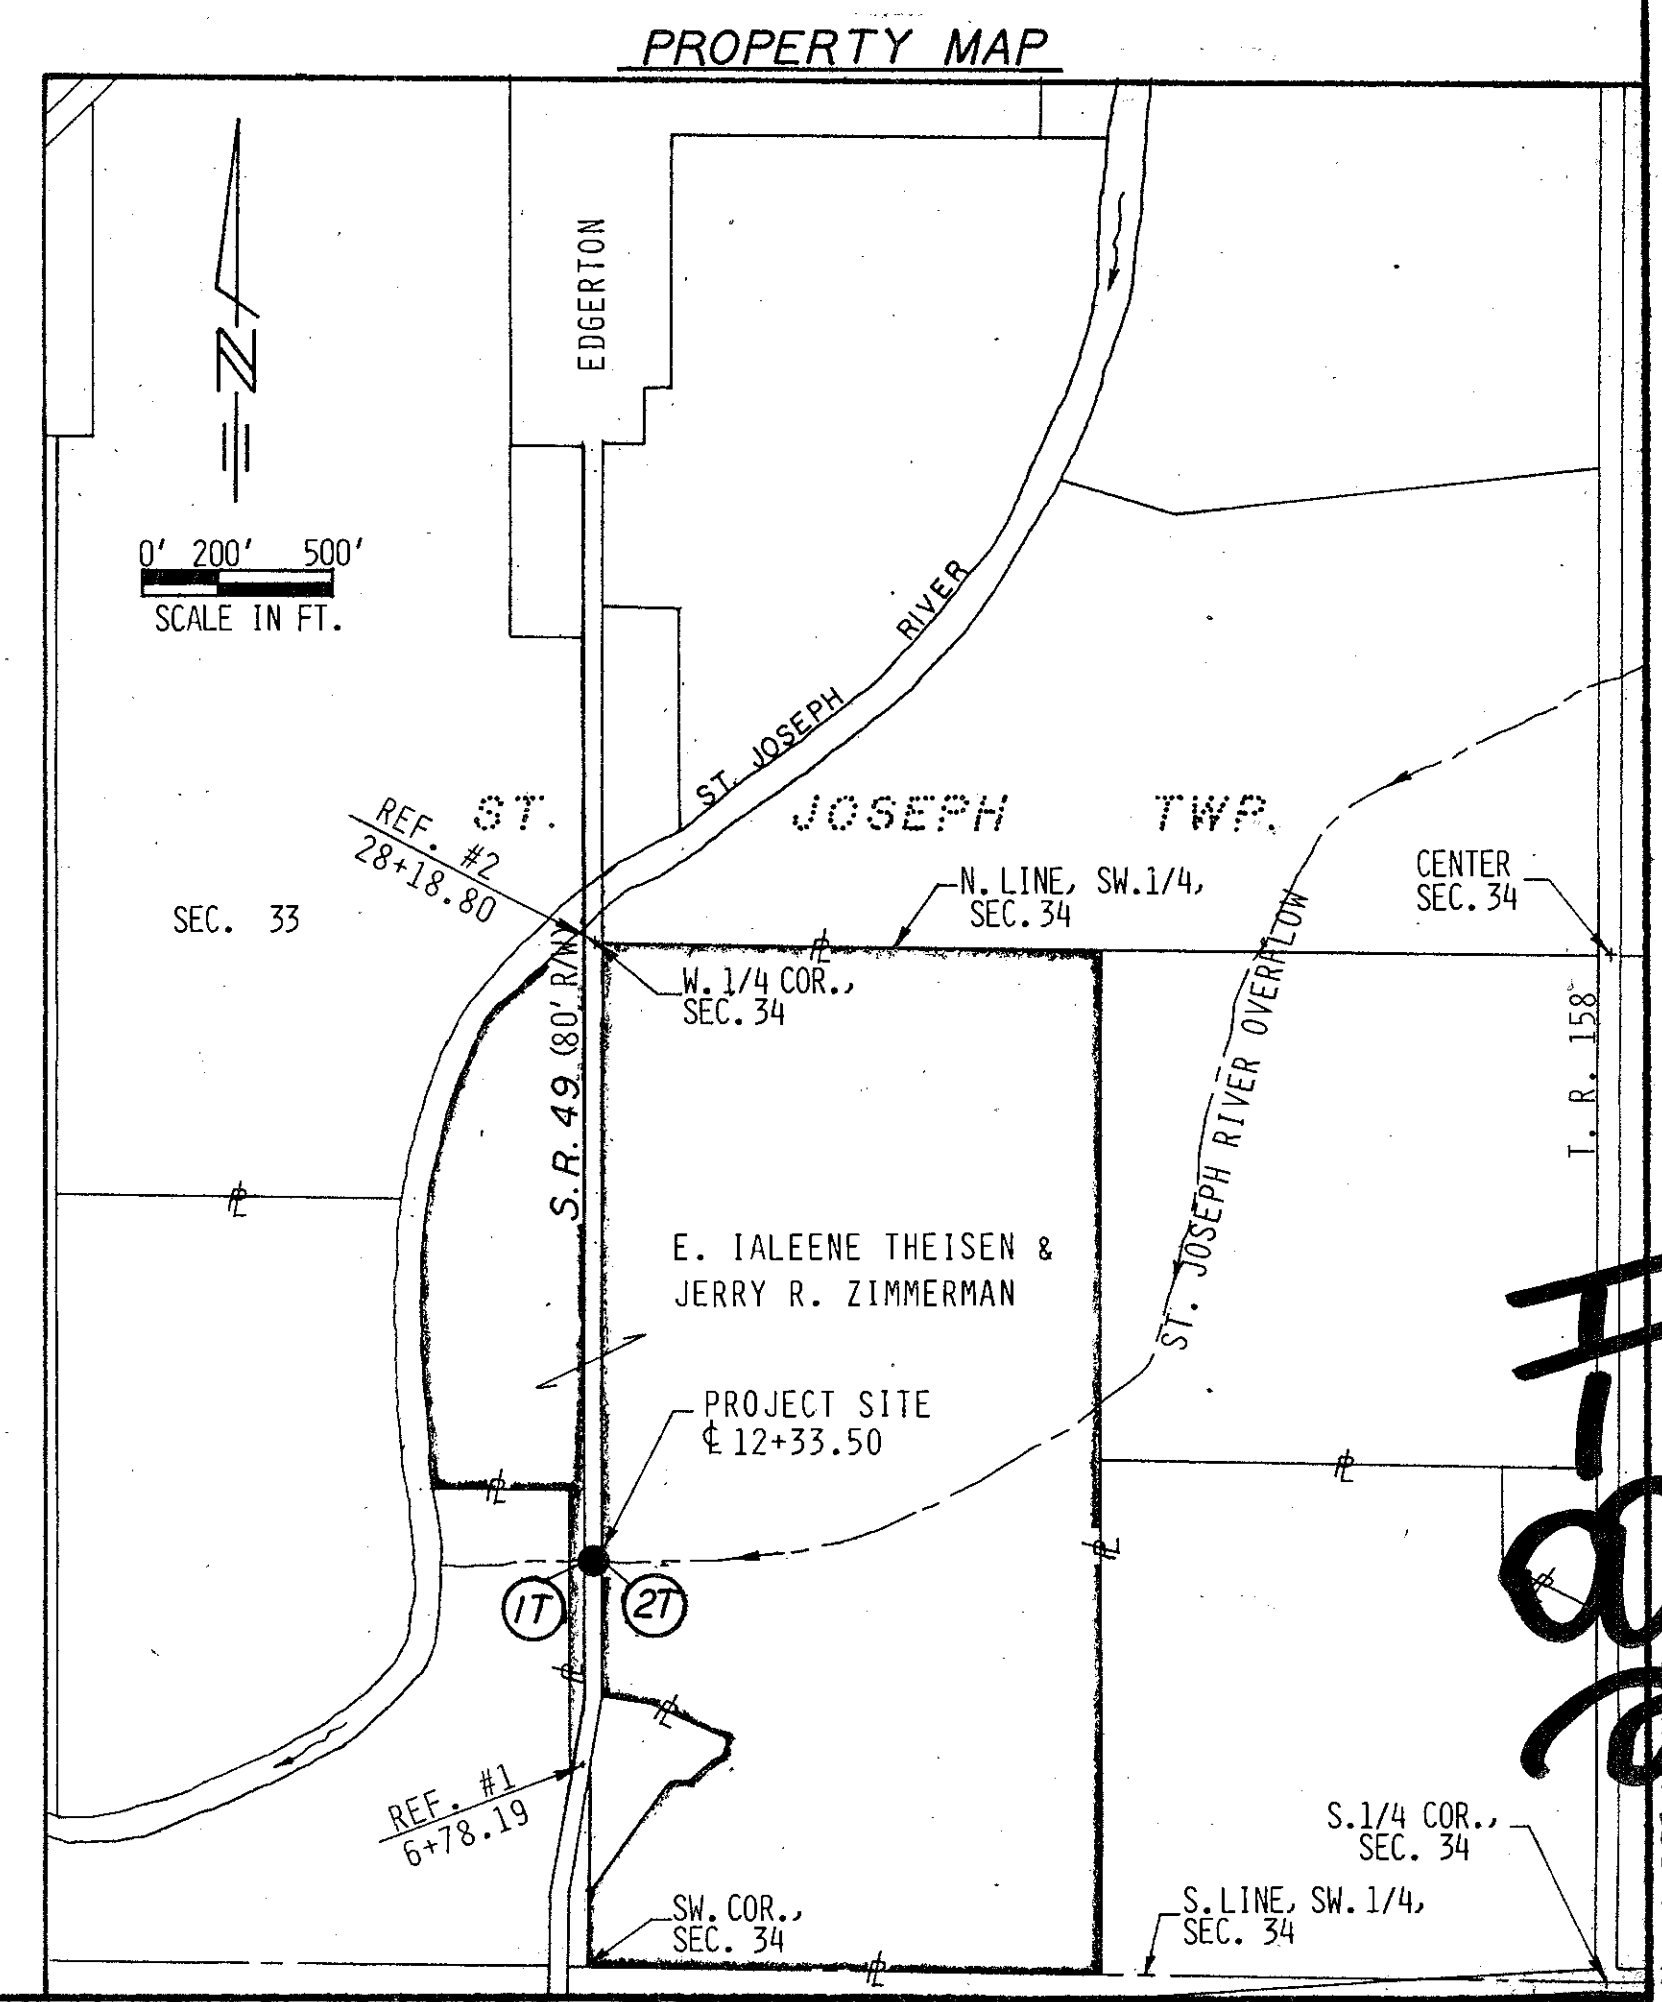 PROPERTY MAP
EDGERTON
N
0' 200' 500'
SCALE IN FT.
ST. JOSEPH RIVER
ST. JOSEPH TWP.
REF. #2
28+18.80
SEC. 33
N. LINE, SW.1/4,
SEC.34
CENTER
SEC.34
W. 1/4 COR.,
SEC.34
S.R. 49 (80' R/W)
ST. JOSEPH RIVER OVERFLOW
T. R. 158
E. IALEENE THEISEN &
JERRY R. ZIMMERMAN
PROJECT SITE
℄ 12+33.50
1T
2T
REF. #1
6+78.19
S.1/4 COR.,
SEC. 34
SW. COR.,
SEC. 34
S.LINE, SW.1/4,
SEC. 34